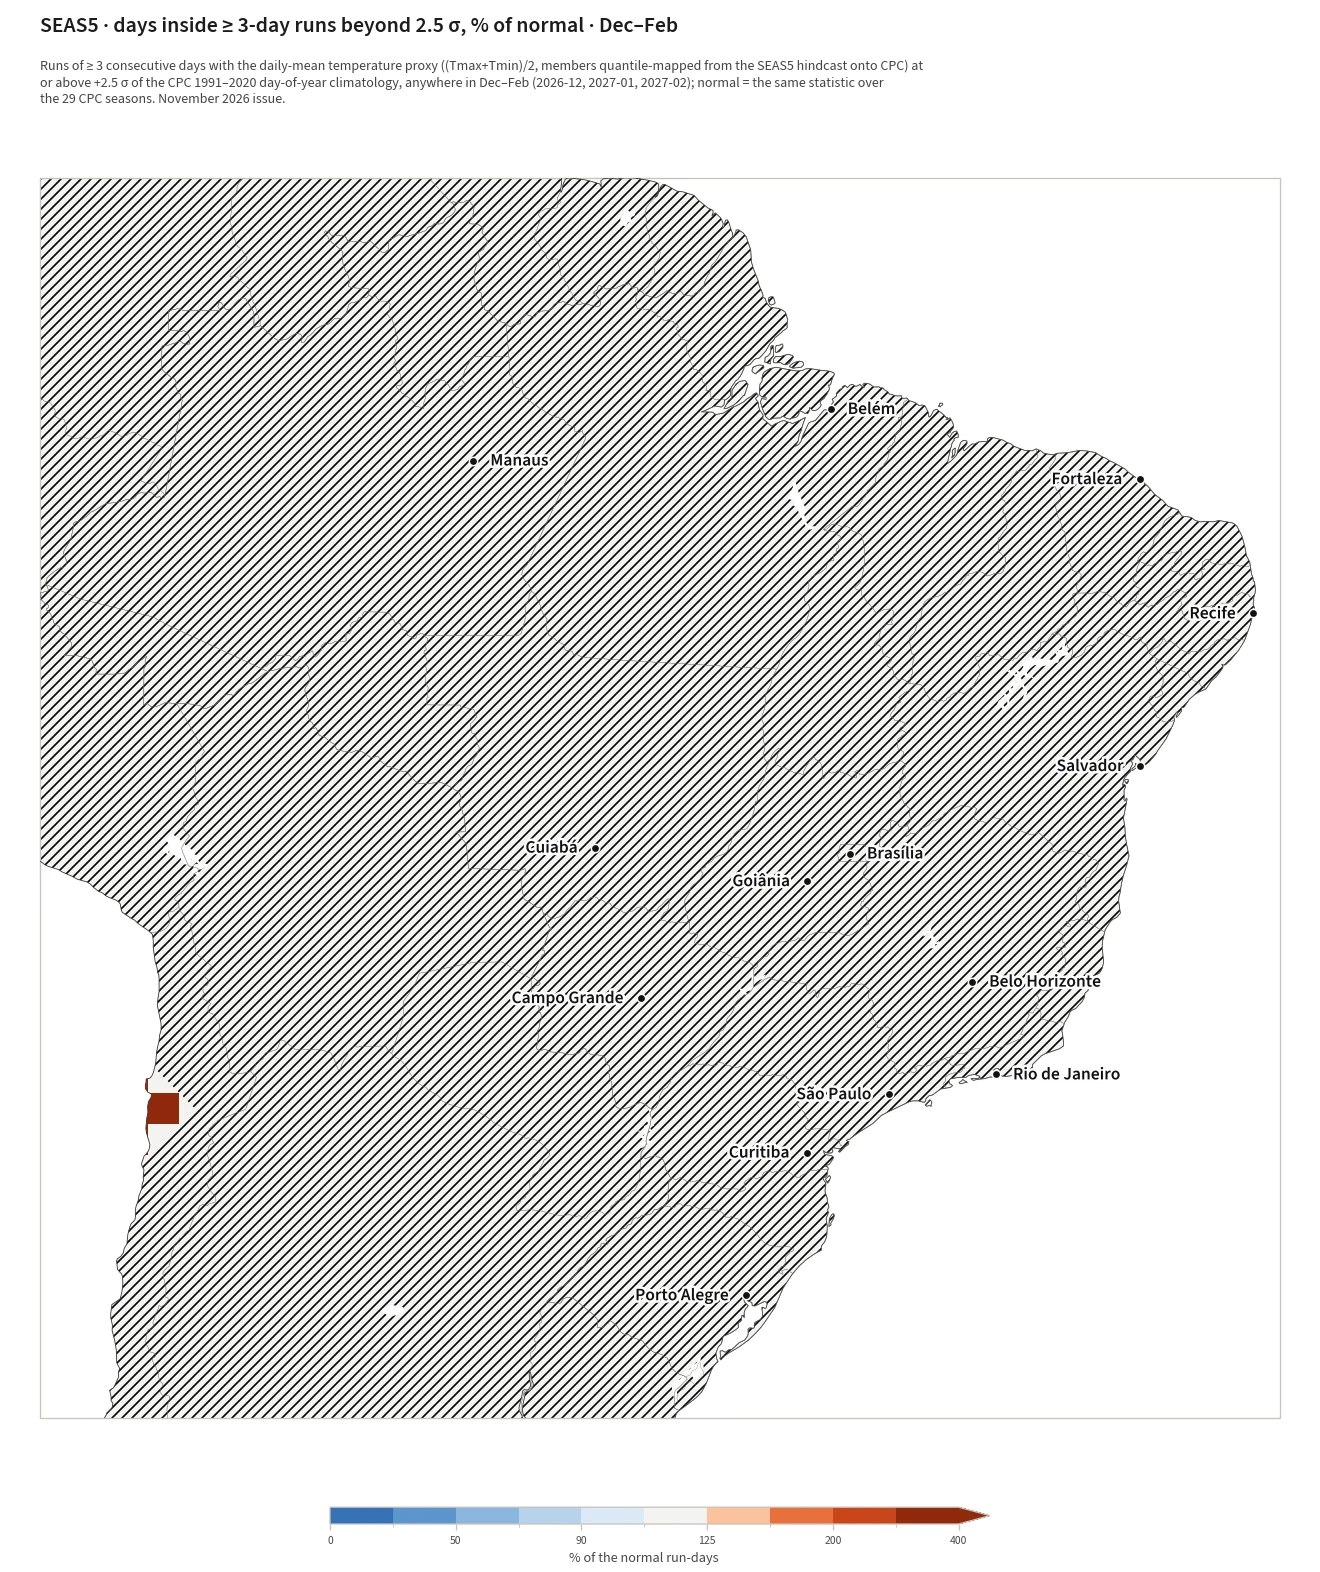 SEAS5 · days inside ≥ 3-day runs beyond 2.5 σ, % of normal · Dec–Feb
Runs of ≥ 3 consecutive days with the daily-mean temperature proxy ((Tmax+Tmin)/2, members quantile-mapped from the SEAS5 hindcast onto CPC) at
or above +2.5 σ of the CPC 1991–2020 day-of-year climatology, anywhere in Dec–Feb (2026-12, 2027-01, 2027-02); normal = the same statistic over
the 29 CPC seasons. November 2026 issue.
Belém
Manaus
Fortaleza
Recife
Salvador
Cuiabá
Brasília
Goiânia
Belo Horizonte
Campo Grande
Rio de Janeiro
São Paulo
Curitiba
Porto Alegre
0 50 90 125 200 400
% of the normal run-days